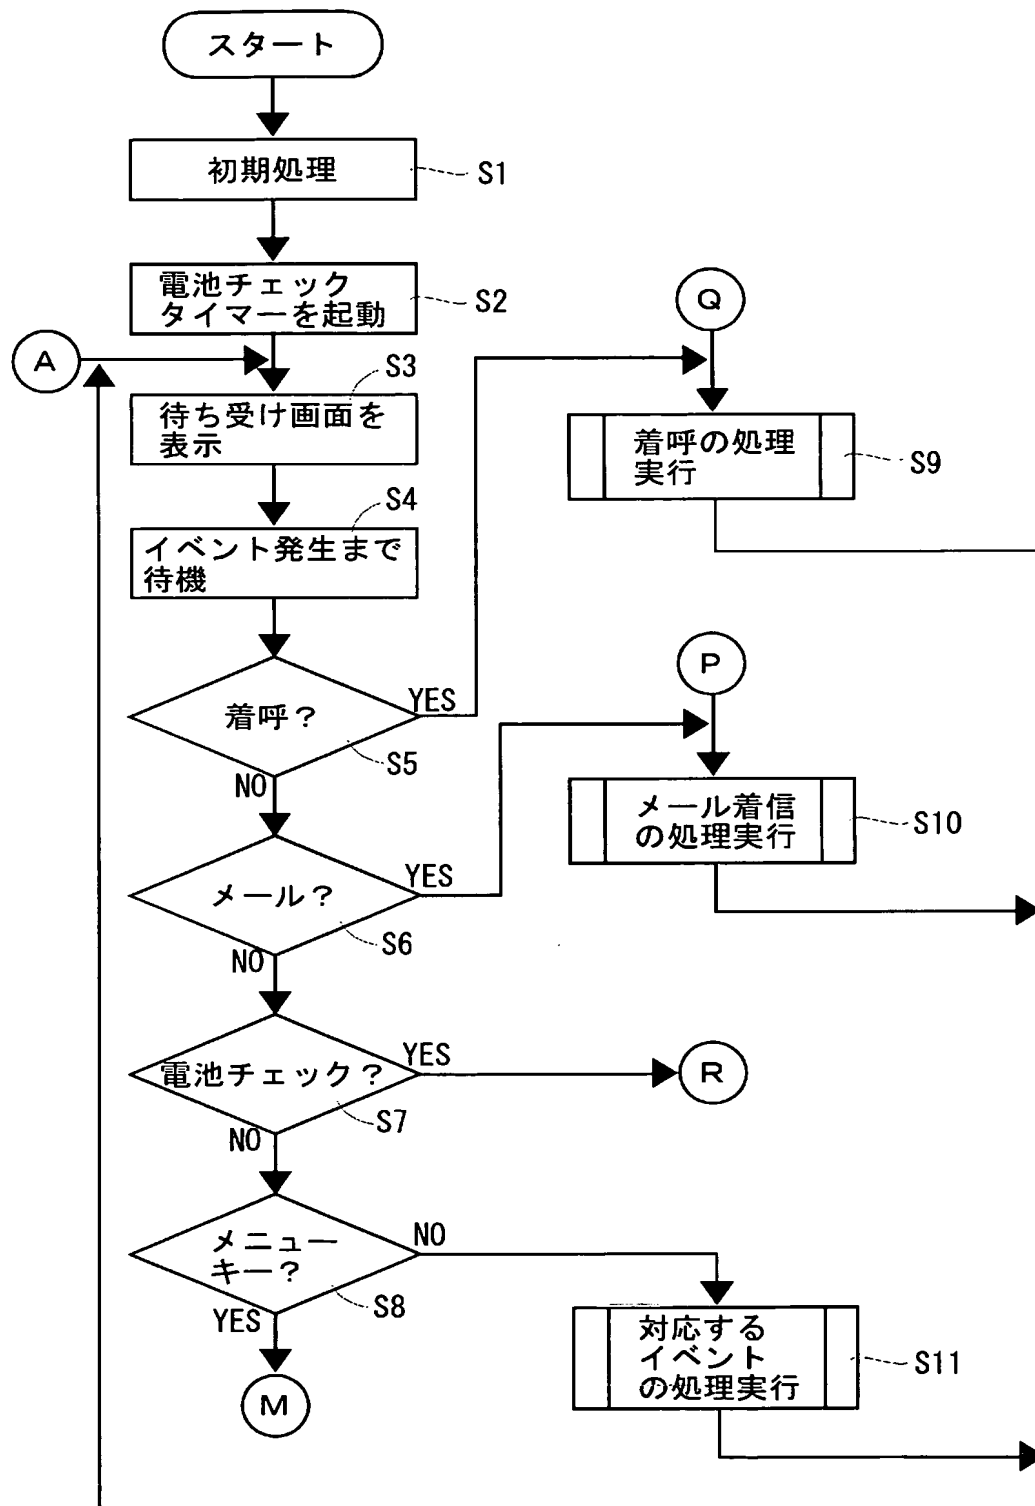 スタート
初期処理
S1
電池チェック
タイマーを起動
S2
Q
A
S3
待ち受け画面を
表示
着呼の処理
実行
S9
S4
イベント発生まで
待機
P
着呼？
YES
S5
NO
メール着信
の処理実行
S10
メール？
YES
S6
NO
電池チェック？
YES
R
S7
NO
メニュー
キー？
NO
S8
YES
対応する
イベント
の処理実行
S11
M